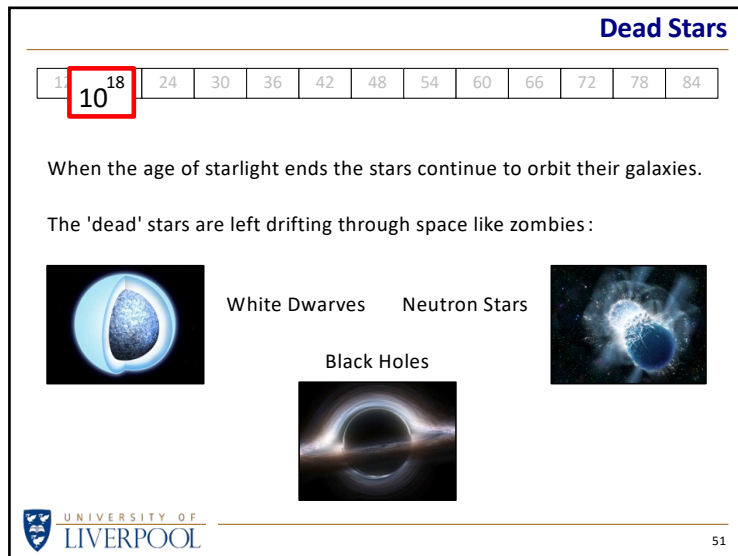 Dead Stars
12 10^18 24 30 36 42 48 54 60 66 72 78 84
When the age of starlight ends the stars continue to orbit their galaxies.
The 'dead' stars are left drifting through space like zombies:
White Dwarves Neutron Stars
Black Holes
UNIVERSITY OF
LIVERPOOL
51